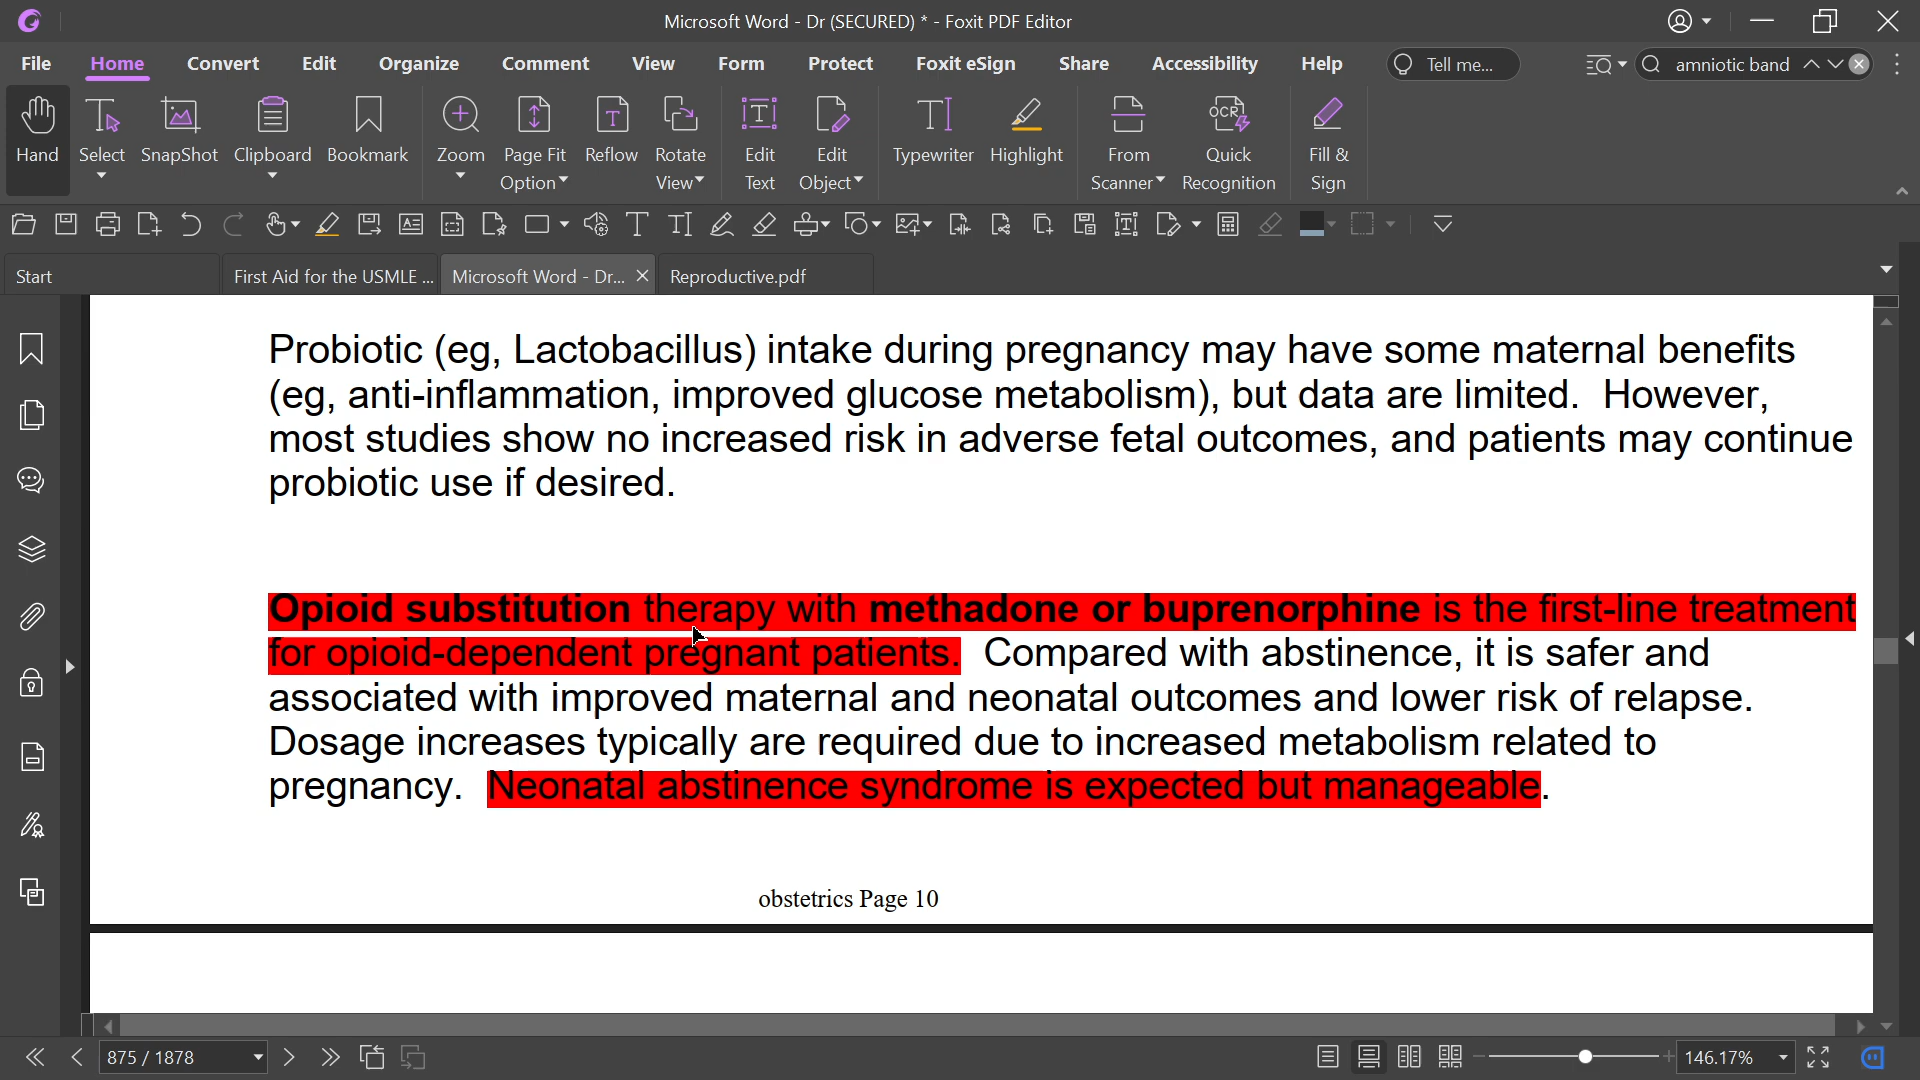 Microsoft Word - Dr (SECURED) * - Foxit PDF Editor
File Home Convert Edit Organize Comment View Form Protect Foxit eSign Share Accessibility Help Tell me... amniotic band
Hand Select SnapShot Clipboard Bookmark Zoom Page Fit Option Reflow Rotate View Edit Text Edit Object Typewriter Highlight From Scanner Quick Recognition Fill & Sign
Start First Aid for the USMLE ... Microsoft Word - Dr... Reproductive.pdf
Probiotic (eg, Lactobacillus) intake during pregnancy may have some maternal benefits
(eg, anti-inflammation, improved glucose metabolism), but data are limited. However,
most studies show no increased risk in adverse fetal outcomes, and patients may continue
probiotic use if desired.
Opioid substitution therapy with methadone or buprenorphine is the first-line treatment
for opioid-dependent pregnant patients. Compared with abstinence, it is safer and
associated with improved maternal and neonatal outcomes and lower risk of relapse.
Dosage increases typically are required due to increased metabolism related to
pregnancy. Neonatal abstinence syndrome is expected but manageable.
obstetrics Page 10
875 / 1878 146.17%